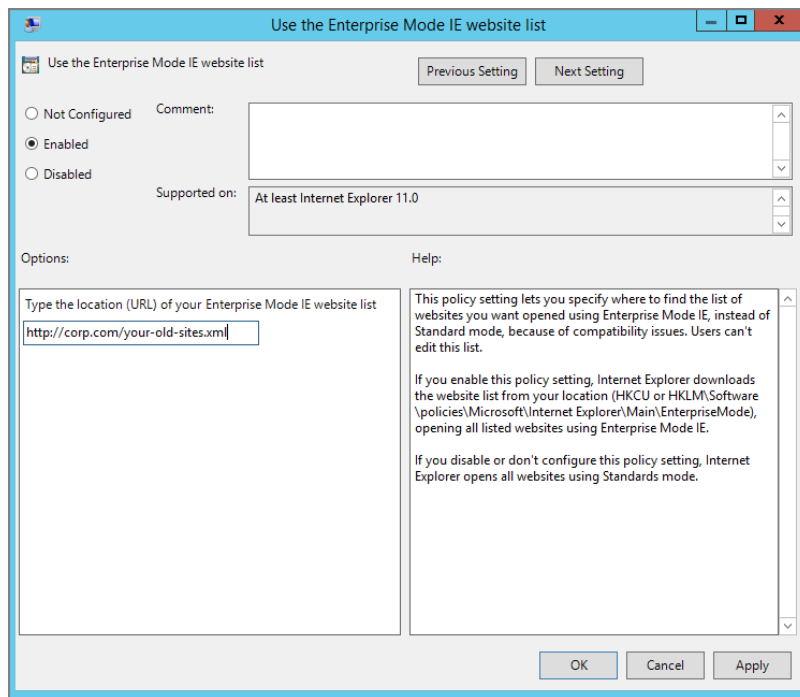 Use the Enterprise Mode IE website list
Use the Enterprise Mode IE website list
Previous Setting
Next Setting
Not Configured
Comment:
Enabled
Disabled
Supported on:
At least Internet Explorer 11.0
Options:
Help:
Type the location (URL) of your Enterprise Mode IE website list
http://corp.com/your-old-sites.xml
This policy setting lets you specify where to find the list of
websites you want opened using Enterprise Mode IE, instead of
Standard mode, because of compatibility issues. Users can't
edit this list.
If you enable this policy setting, Internet Explorer downloads
the website list from your location (HKCU or HKLM\Software
\policies\Microsoft\Internet Explorer\Main\EnterpriseMode),
opening all listed websites using Enterprise Mode IE.
If you disable or don't configure this policy setting, Internet
Explorer opens all websites using Standards mode.
OK
Cancel
Apply